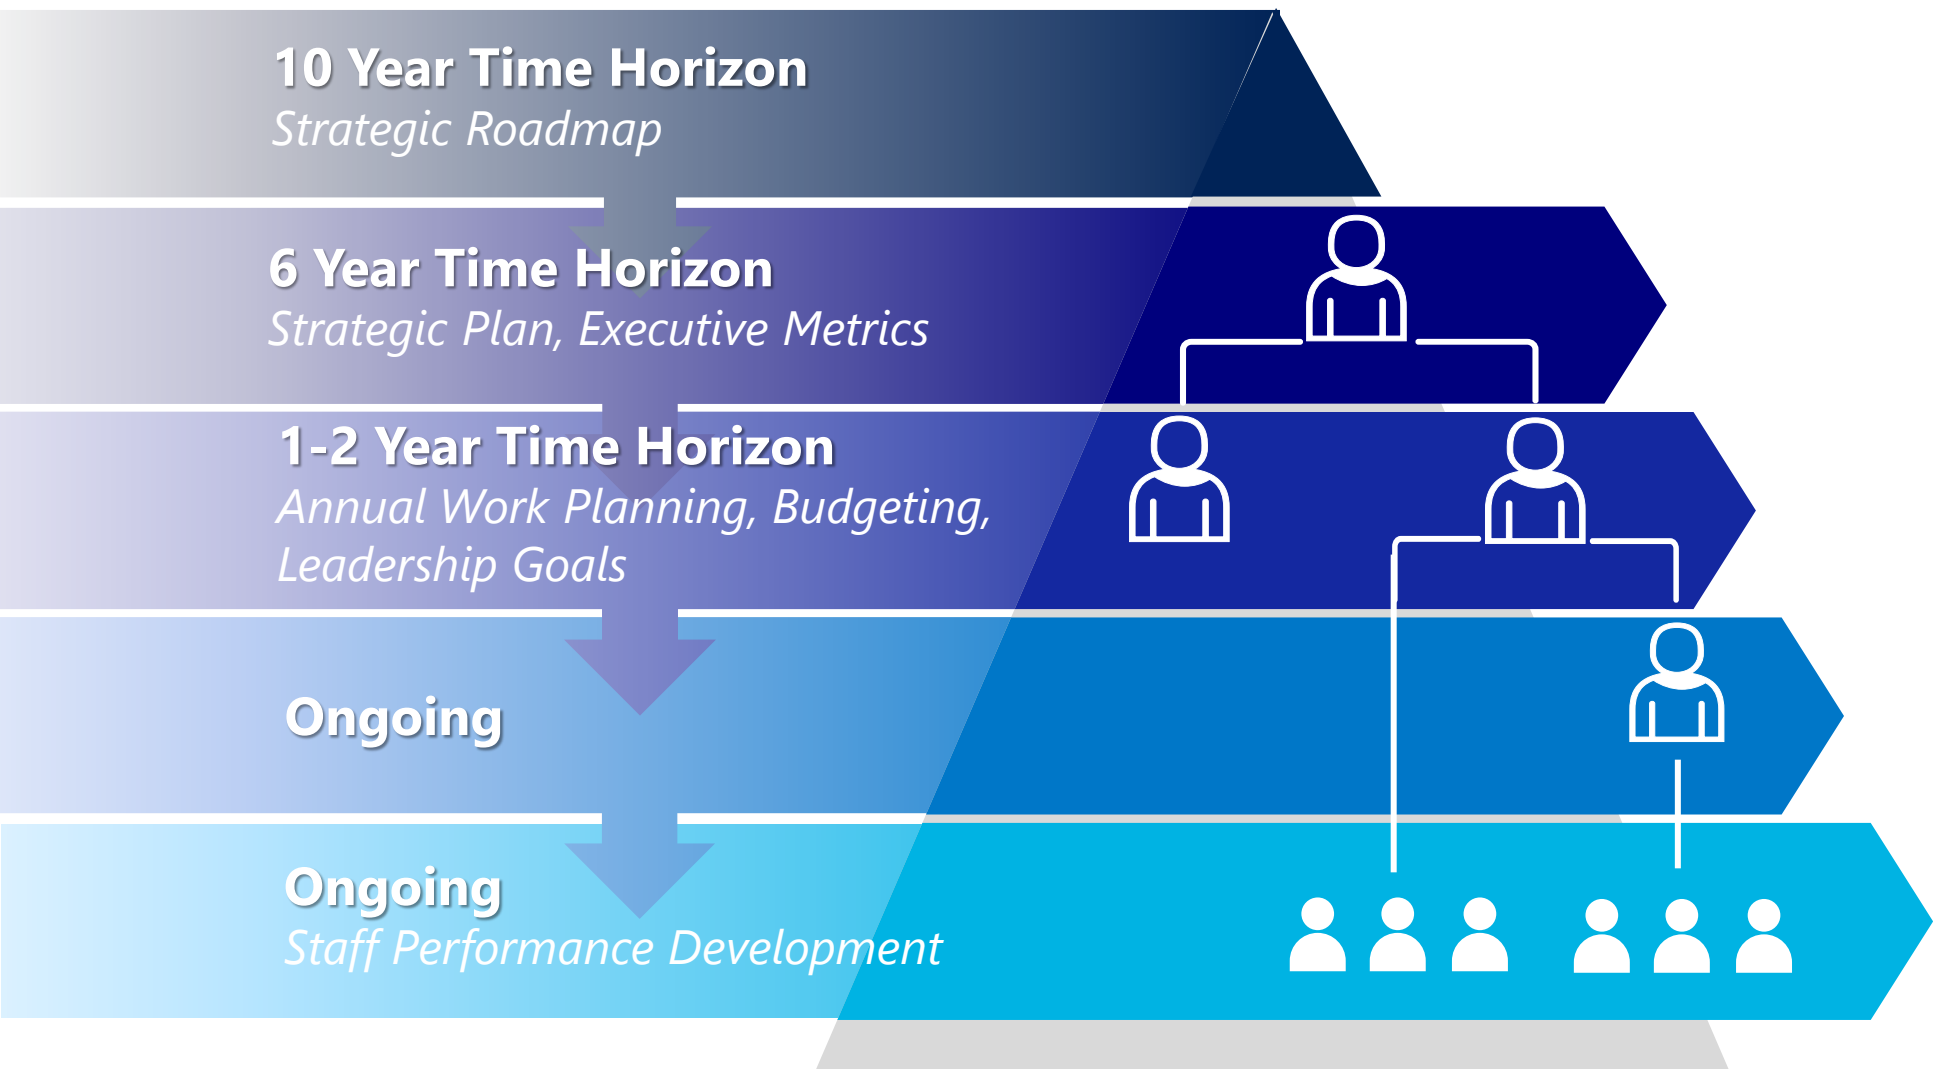 10 Year Time Horizon
Strategic Roadmap
6 Year Time Horizon
Strategic Plan, Executive Metrics
1-2 Year Time Horizon
Annual Work Planning, Budgeting,
Leadership Goals
Ongoing
Ongoing
Staff Performance Development